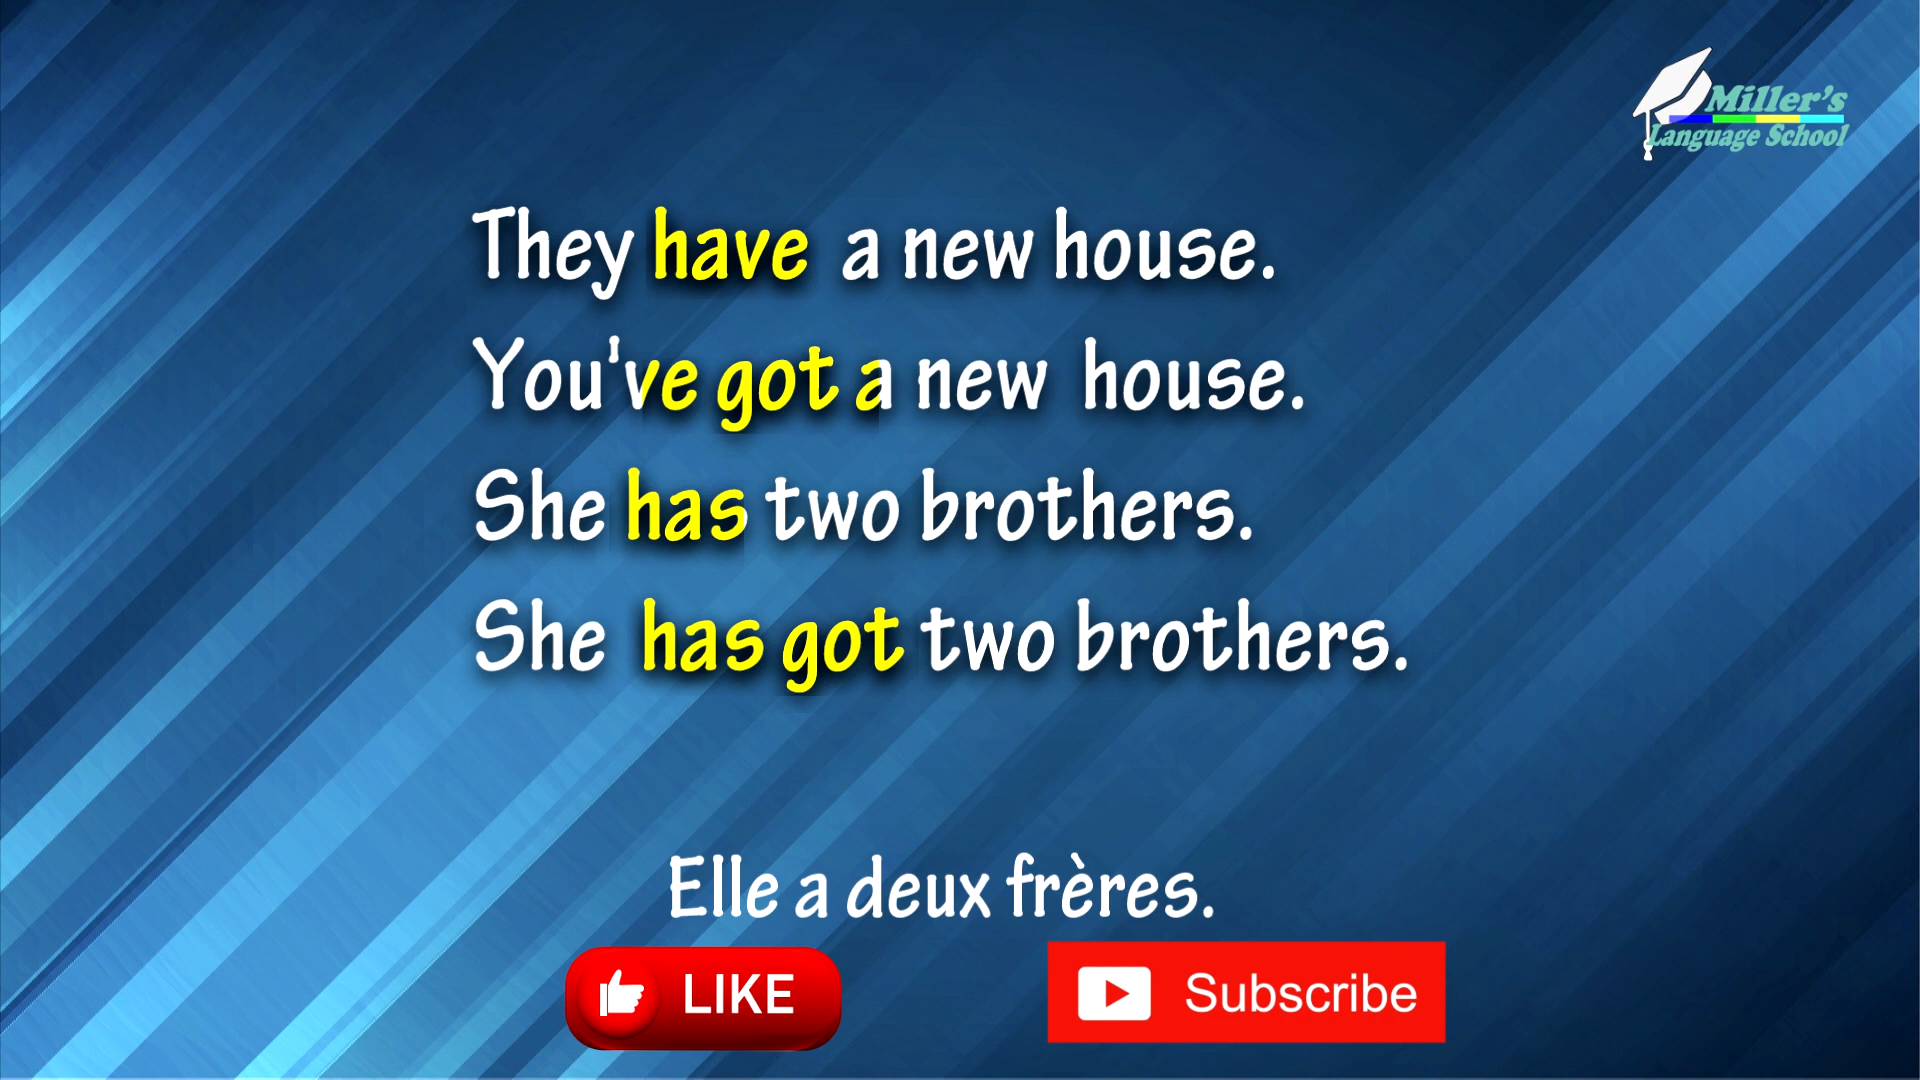 Miller's
Language School
They have a new house.
You've got a new house.
She has two brothers.
She has got two brothers.
Elle a deux frères.
LIKE
Subscribe